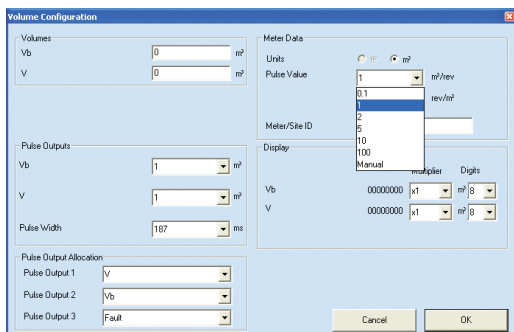 Volume Configuration
Volumes
Vb 0 m³
V 0 m³
Pulse Outputs
Vb 1 m³
V 1 m³
Pulse Width 187 ms
Pulse Output Allocation
Pulse Output 1 V
Pulse Output 2 Vb
Pulse Output 3 Fault
Meter Data
Units ft³ m³
Pulse Value 1 m³/rev
0.1
1
2
5
10
100
Manual
rev/m³
Meter/Site ID
Display
Multiplier Digits
Vb 00000000 x1 m³ 8
V 00000000 x1 m³ 8
Cancel OK